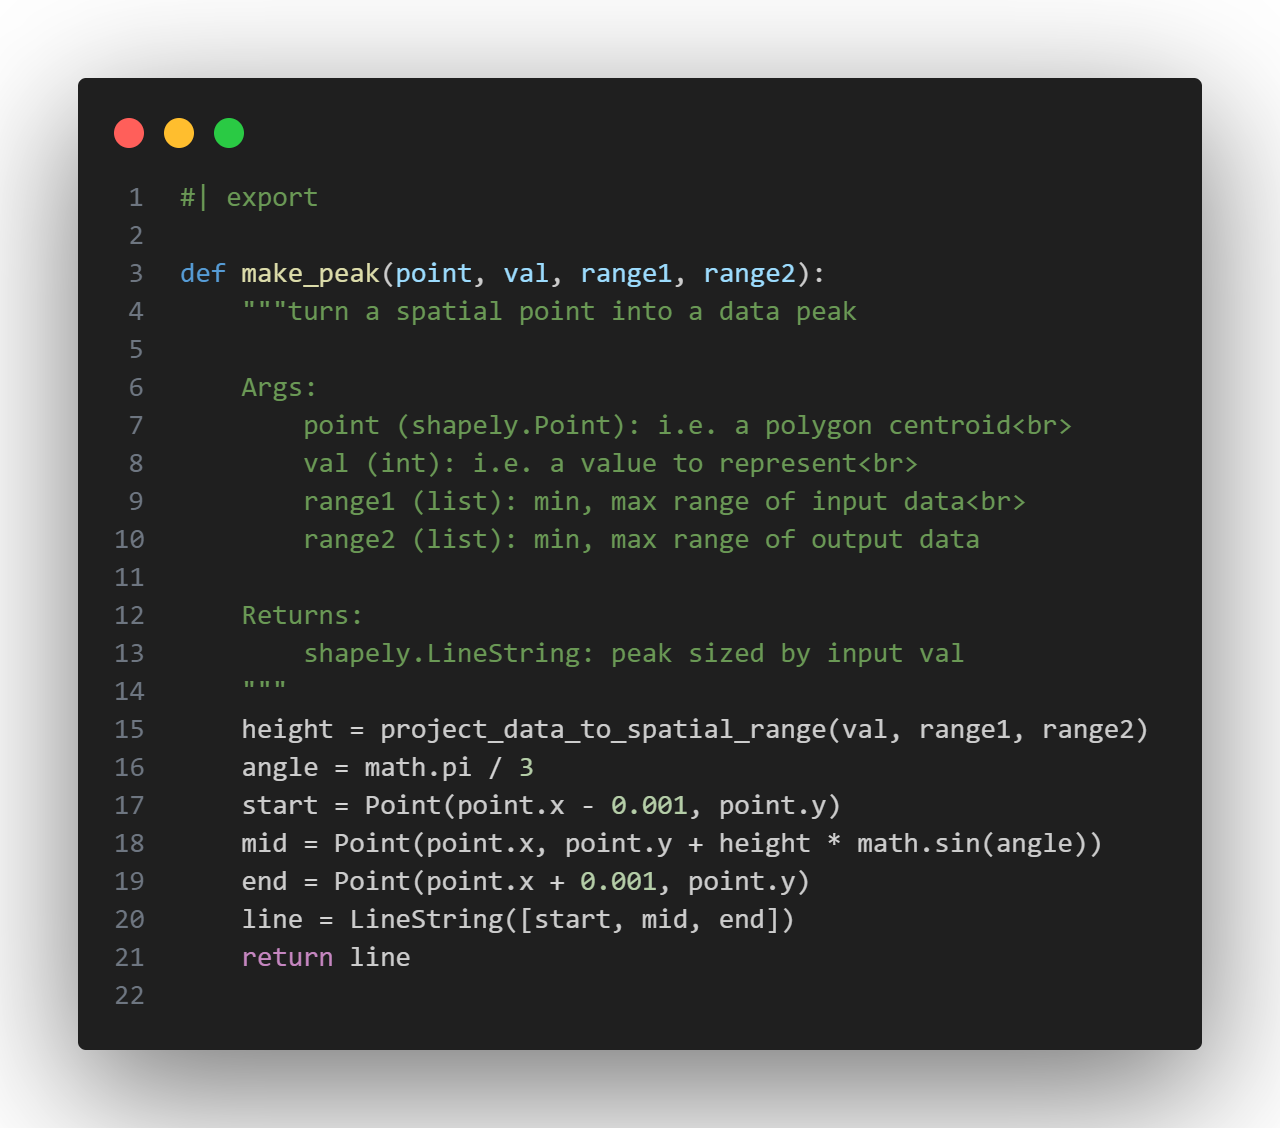 1 #| export
2
3 def make_peak(point, val, range1, range2):
4     """turn a spatial point into a data peak
5
6     Args:
7         point (shapely.Point): i.e. a polygon centroid<br>
8         val (int): i.e. a value to represent<br>
9         range1 (list): min, max range of input data<br>
10         range2 (list): min, max range of output data
11
12     Returns:
13         shapely.LineString: peak sized by input val
14     """
15     height = project_data_to_spatial_range(val, range1, range2)
16     angle = math.pi / 3
17     start = Point(point.x - 0.001, point.y)
18     mid = Point(point.x, point.y + height * math.sin(angle))
19     end = Point(point.x + 0.001, point.y)
20     line = LineString([start, mid, end])
21     return line
22